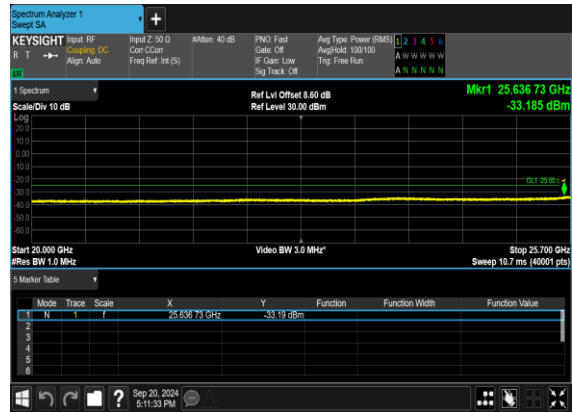 Spectrum Analyzer 1
Swept SA
KEYSIGHT Input: RF Input Z: 50 Ω #Atten: 40 dB PNO: Fast Avg Type: Power (RMS) 1 2 3 4 5 6
R T Coupling: DC Corr CCorr Gate: Off Avg|Hold: 100/100 A W W W W W
Align: Auto Freq Ref: Int (S) IF Gain: Low Trig: Free Run A N N N N N
Sig Track: Off
1 Spectrum Ref Lvl Offset 8.60 dB Mkr1 25.636 73 GHz
Scale/Div 10 dB Ref Level 30.00 dBm -33.185 dBm
Log
20.0
10.0
0.00
-10.0
-20.0
-30.0
-40.0
-50.0
-60.0
Start 20.000 GHz Video BW 3.0 MHz* Stop 25.700 GHz
#Res BW 1.0 MHz Sweep 10.7 ms (40001 pts)
5 Marker Table
Mode Trace Scale X Y Function Function Width Function Value
1 N 1 f 25.636 73 GHz -33.19 dBm
2
3
4
5
6
? Sep 20, 2024
5:11:33 PM